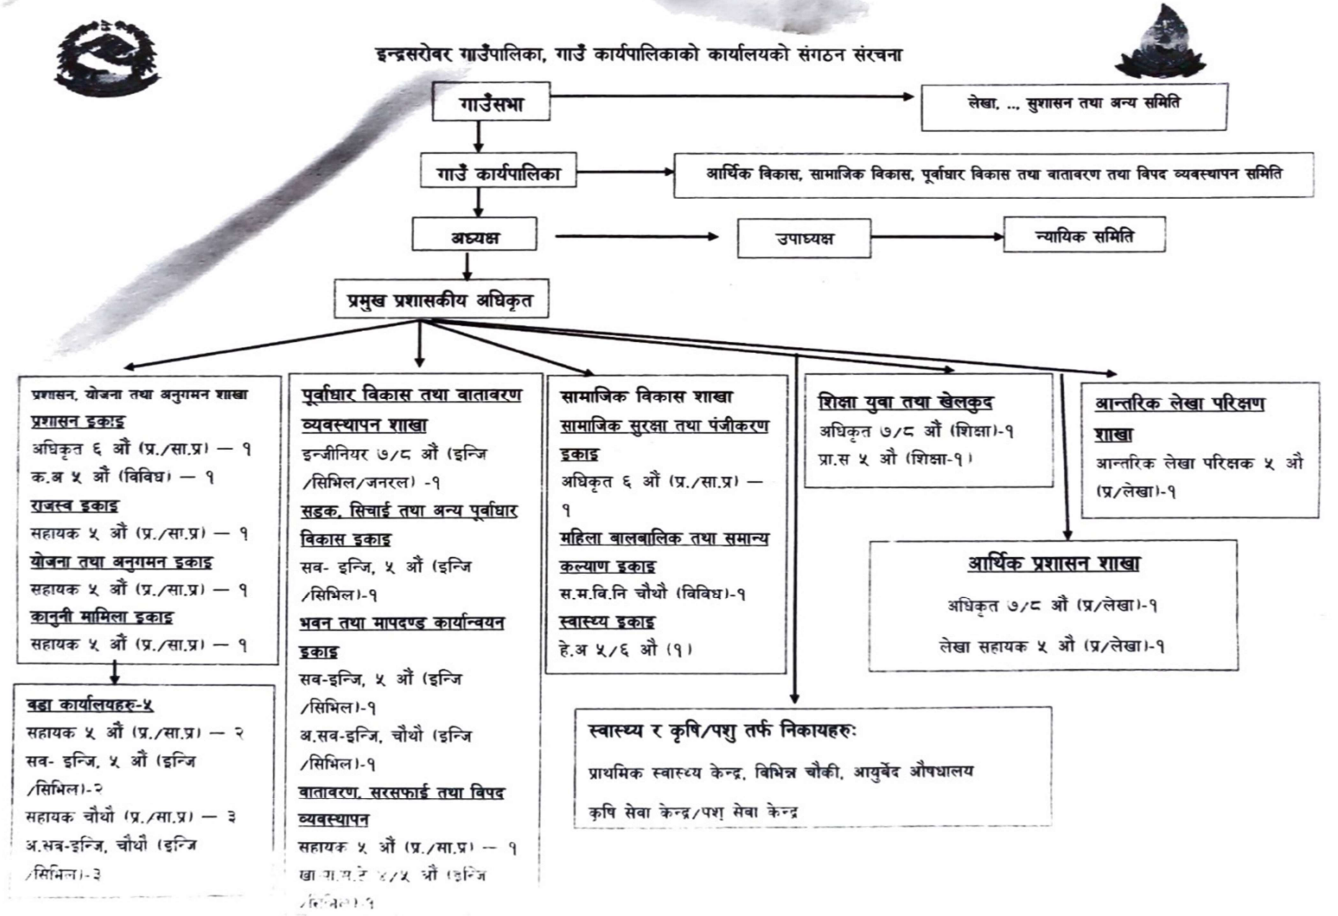 इन्द्रसरोबर गाउँपालिका, गाउँ कार्यपालिकाको कार्यालयको संगठन संरचना
गाउँसभा
लेखा, .., सुशासन तथा अन्य समिति
गाउँ कार्यपालिका
आर्थिक विकास, सामाजिक विकास, पूर्वाधार विकास तथा वातावरण तथा विपद व्यवस्थापन समिति
अध्यक्ष
उपाध्यक्ष
न्यायिक समिति
प्रमुख प्रशासकीय अधिकृत
प्रशासन, योजना तथा अनुगमन शाखा
प्रशासन इकाइ
अधिकृत ६ औं (प्र./सा.प्र) – १
क.अ ५ औं (विविध) – १
राजस्व इकाइ
सहायक ५ औं (प्र./सा.प्र) – १
योजना तथा अनुगमन इकाइ
सहायक ५ औं (प्र./सा.प्र) – १
कानुनी मामिला इकाइ
सहायक ५ औं (प्र./सा.प्र) – १
वडा कार्यालयहरु-५
सहायक ५ औं (प्र./सा.प्र) – २
सव- इन्जि, ५ औं (इन्जि
/सिभिल)-२
सहायक चौथो (प्र./सा.प्र) – ३
अ.सव-इन्जि, चौथौ (इन्जि
/सिभिल)-३
पूर्वाधार विकास तथा वातावरण
व्यवस्थापन शाखा
इन्जीनियर ७/८ औं (इन्जि
/सिभिल/जनरल) -१
सडक, सिचाई तथा अन्य पूर्वाधार
विकास इकाइ
सव- इन्जि, ५ औं (इन्जि
/सिभिल)-१
भवन तथा मापदण्ड कार्यान्वयन
इकाइ
सव-इन्जि, ५ औं (इन्जि
/सिभिल)-१
अ.सव-इन्जि, चौथौ (इन्जि
/सिभिल)-१
वातावरण, सरसफाई तथा विपद
व्यवस्थापन
सहायक ५ औं (प्र./सा.प्र) – १
४/५ औं (इन्जि
सामाजिक विकास शाखा
सामाजिक सुरक्षा तथा पंजीकरण
इकाइ
अधिकृत ६ औं (प्र./सा.प्र) –
१
महिला बालबालिक तथा समान्य
कल्याण इकाइ
स.म.वि.नि चौथौ (विविध)-१
स्वास्थ्य इकाइ
हे.अ ५/६ औ (१)
शिक्षा युवा तथा खेलकुद
अधिकृत ७/८ औं (शिक्षा)-१
प्रा.स ५ औं (शिक्षा-१)
आन्तरिक लेखा परिक्षण
शाखा
आन्तरिक लेखा परिक्षक ५ औ
(प्र/लेखा)-१
आर्थिक प्रशासन शाखा
अधिकृत ७/८ औं (प्र/लेखा)-१
लेखा सहायक ५ औ (प्र/लेखा)-१
स्वास्थ्य र कृषि/पशु तर्फ निकायहरुः
प्राथमिक स्वास्थ्य केन्द्र, विभिन्न चौकी, आयुर्बेद औषधालय
कृषि सेवा केन्द्र/पशु सेवा केन्द्र